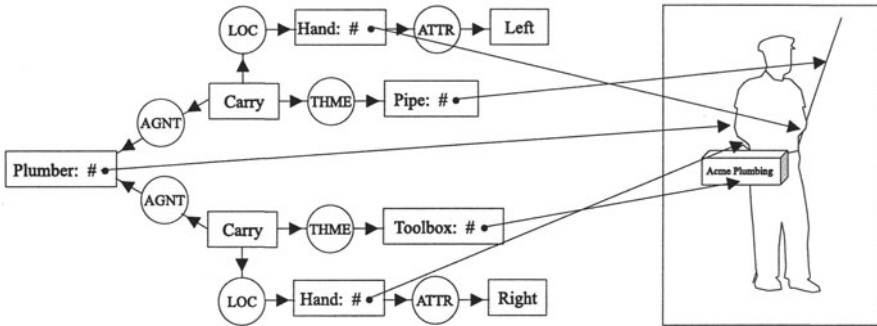 LOC Hand: # ATTR Left
Carry THME Pipe: #
AGNT
Plumber: #
Acme Plumbing
AGNT
Carry THME Toolbox: #
LOC Hand: # ATTR Right